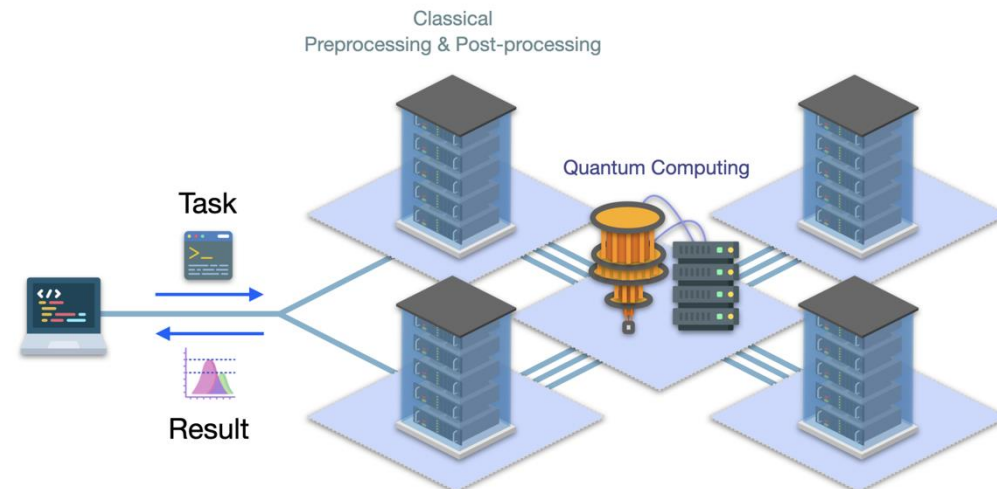 Classical
Preprocessing & Post-processing
Quantum Computing
Task
>_
</>
Result